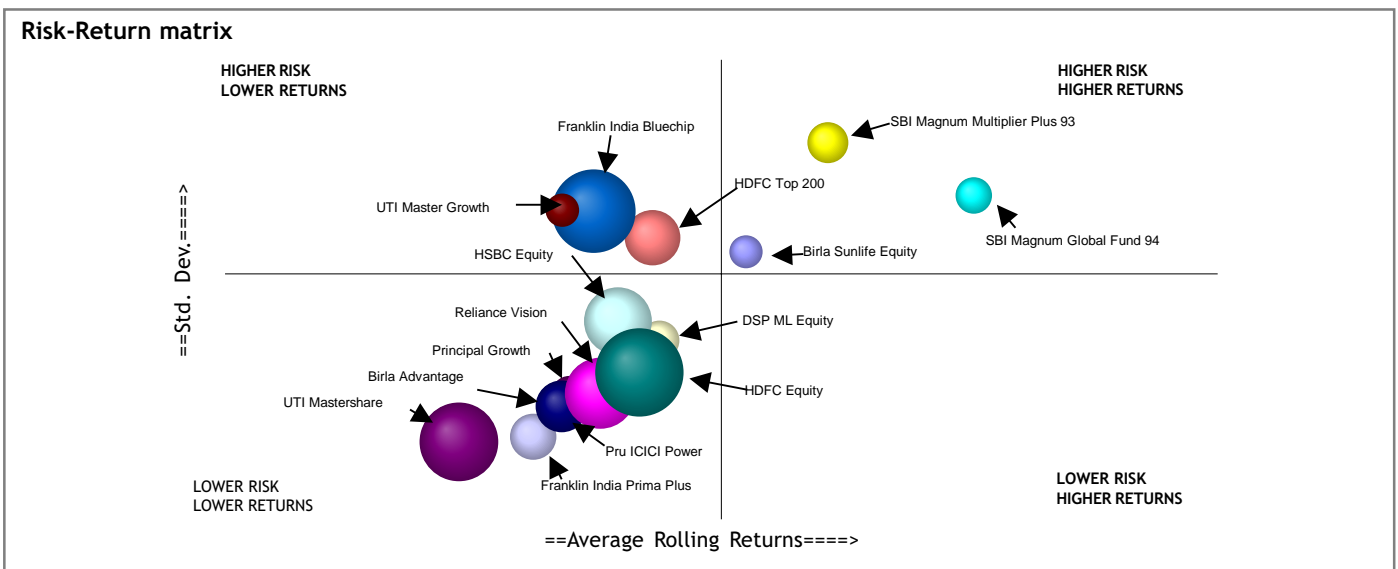 Risk-Return matrix
HIGHER RISK
LOWER RETURNS
HIGHER RISK
HIGHER RETURNS
SBI Magnum Multiplier Plus 93
Franklin India Bluechip
HDFC Top 200
UTI Master Growth
SBI Magnum Global Fund 94
HSBC Equity
Birla Sunlife Equity
==Std. Dev.====>
Reliance Vision
DSP ML Equity
Principal Growth
Birla Advantage
HDFC Equity
UTI Mastershare
Pru ICICI Power
Franklin India Prima Plus
LOWER RISK
LOWER RETURNS
LOWER RISK
HIGHER RETURNS
==Average Rolling Returns====>